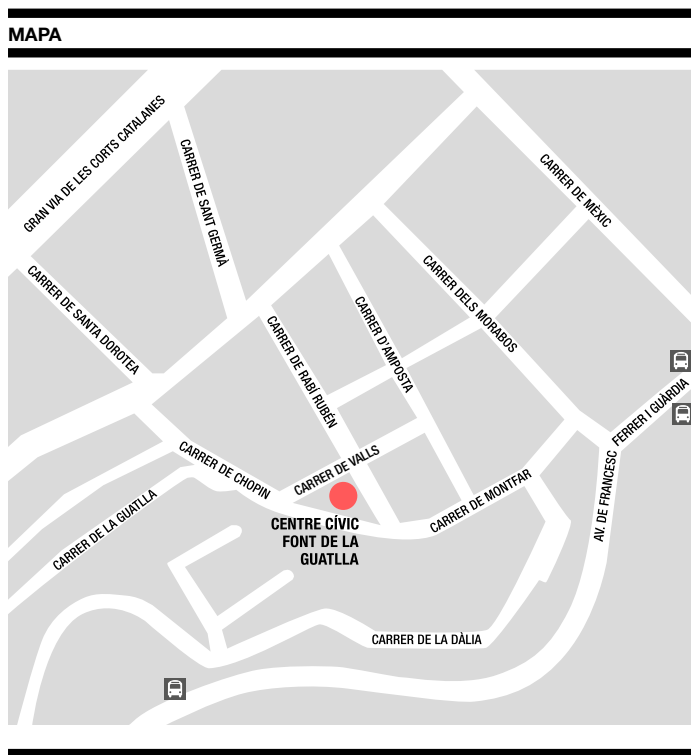 MAPA
GRAN VIA DE LES CORTS CATALANES
CARRER DE SANT GERMÀ
CARRER DE MÈXIC
CARRER DE SANTA DOROTEA
CARRER DELS MORABOS
CARRER DE RABÍ RUBÉN
CARRER D'AMPOSTA
FERRER I GUÀRDIA
AV. DE FRANCESC
CARRER DE CHOPIN
CARRER DE VALLS
CARRER DE MONTFAR
CARRER DE LA GUATLLA
CENTRE CÍVIC
FONT DE LA
GUATLLA
CARRER DE LA DÀLIA